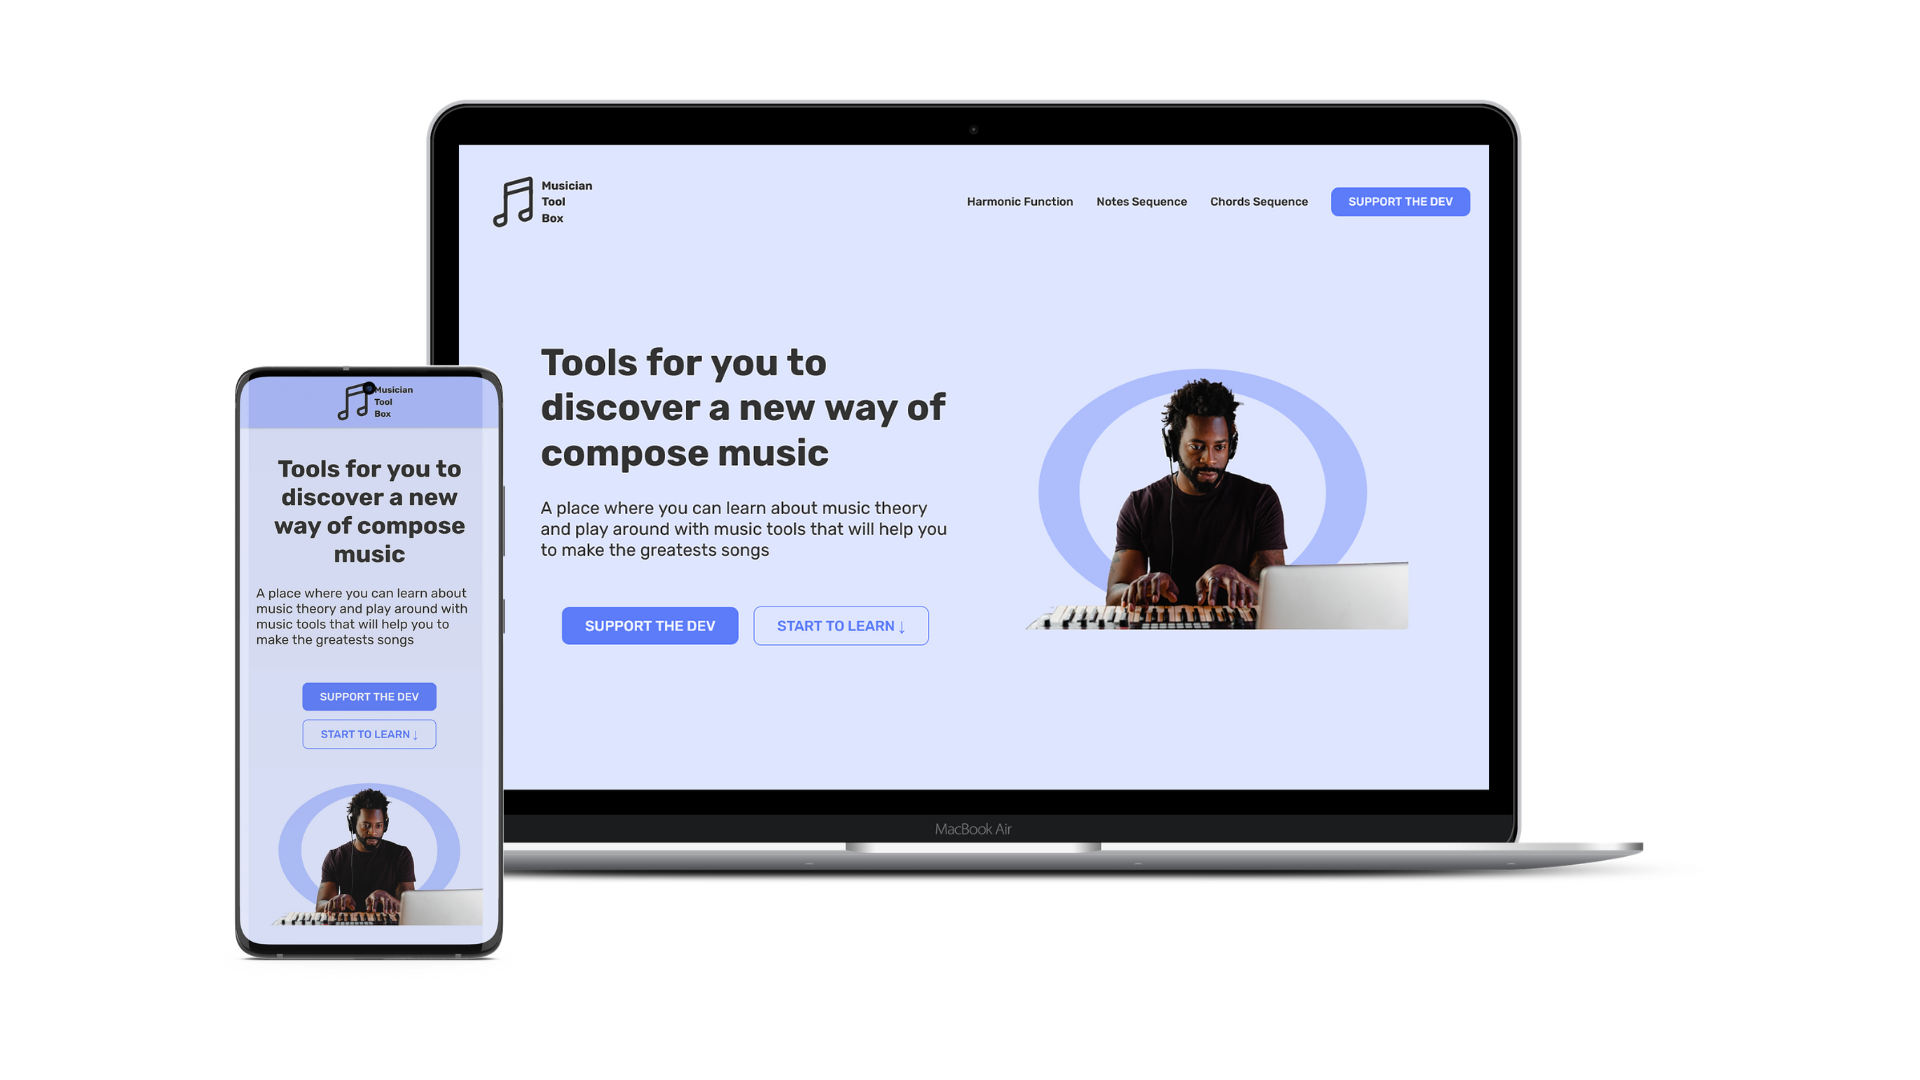 Musician
Tool
Box
Harmonic Function
Notes Sequence
Chords Sequence
SUPPORT THE DEV
Tools for you to
discover a new way of
compose music
A place where you can learn about music theory
and play around with music tools that will help you
to make the greatests songs
SUPPORT THE DEV
START TO LEARN ↓
MacBook Air
Musician
Tool
Box
Tools for you to
discover a new
way of compose
music
A place where you can learn about
music theory and play around with
music tools that will help you to
make the greatests songs
SUPPORT THE DEV
START TO LEARN ↓